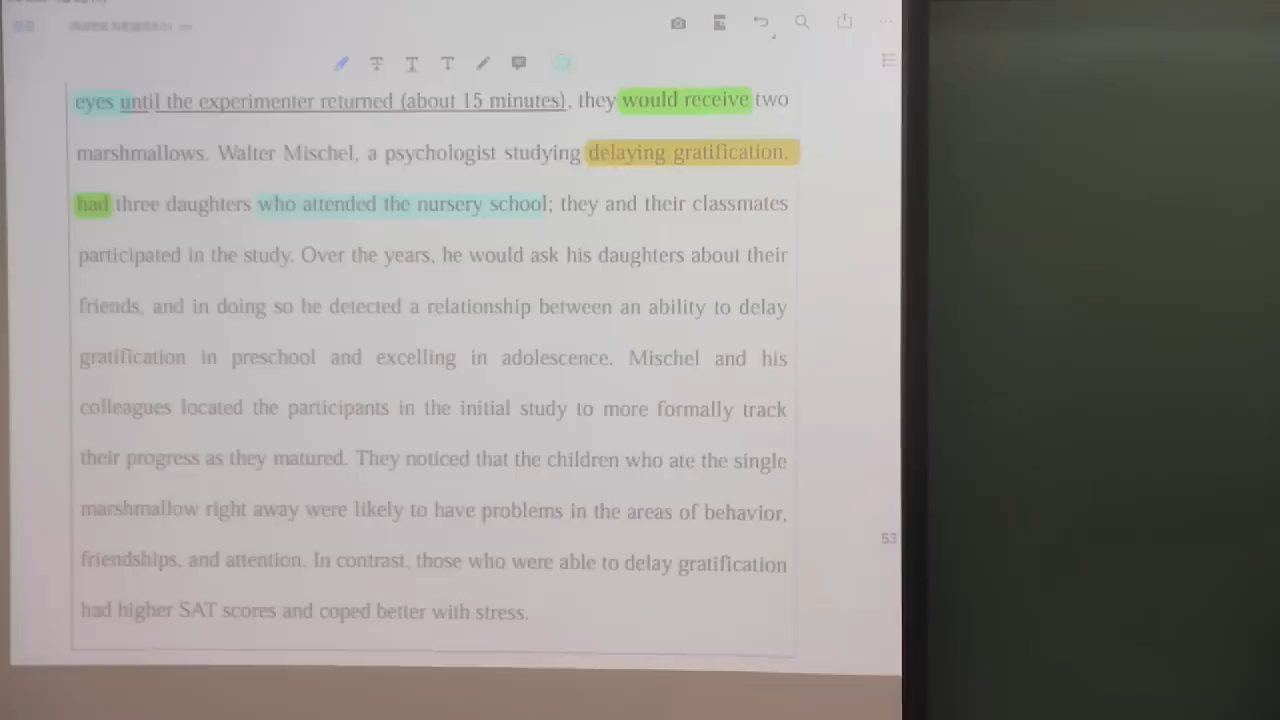 eyes until the experimenter returned (about 15 minutes), they would receive two
marshmallows. Walter Mischel, a psychologist studying delaying gratification,
had three daughters who attended the nursery school; they and their classmates
participated in the study. Over the years, he would ask his daughters about their
friends, and in doing so he detected a relationship between an ability to delay
gratification in preschool and excelling in adolescence. Mischel and his
colleagues located the participants in the initial study to more formally track
their progress as they matured. They noticed that the children who ate the single
marshmallow right away were likely to have problems in the areas of behavior,
53
friendships, and attention. In contrast, those who were able to delay gratification
had higher SAT scores and coped better with stress.